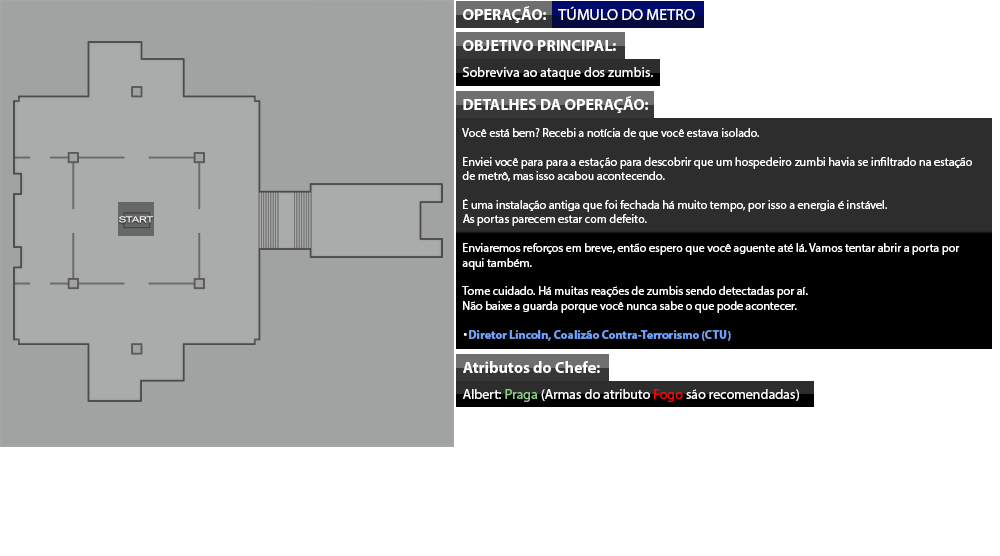 START
OPERAÇÃO: TÚMULO DO METRO
OBJETIVO PRINCIPAL:
Sobreviva ao ataque dos zumbis.
DETALHES DA OPERAÇÃO:
Você está bem? Recebi a notícia de que você estava isolado.
Enviei você para para a estação para descobrir que um hospedeiro zumbi havia se infiltrado na estação
de metrô, mas isso acabou acontecendo.
É uma instalação antiga que foi fechada há muito tempo, por isso a energia é instável.
As portas parecem estar com defeito.
Enviaremos reforços em breve, então espero que você aguente até lá. Vamos tentar abrir a porta por
aqui também.
Tome cuidado. Há muitas reações de zumbis sendo detectadas por aí.
Não baixe a guarda porque você nunca sabe o que pode acontecer.
•Diretor Lincoln, Coalizão Contra-Terrorismo (CTU)
Atributos do Chefe:
Albert: Praga (Armas do atributo Fogo são recomendadas)